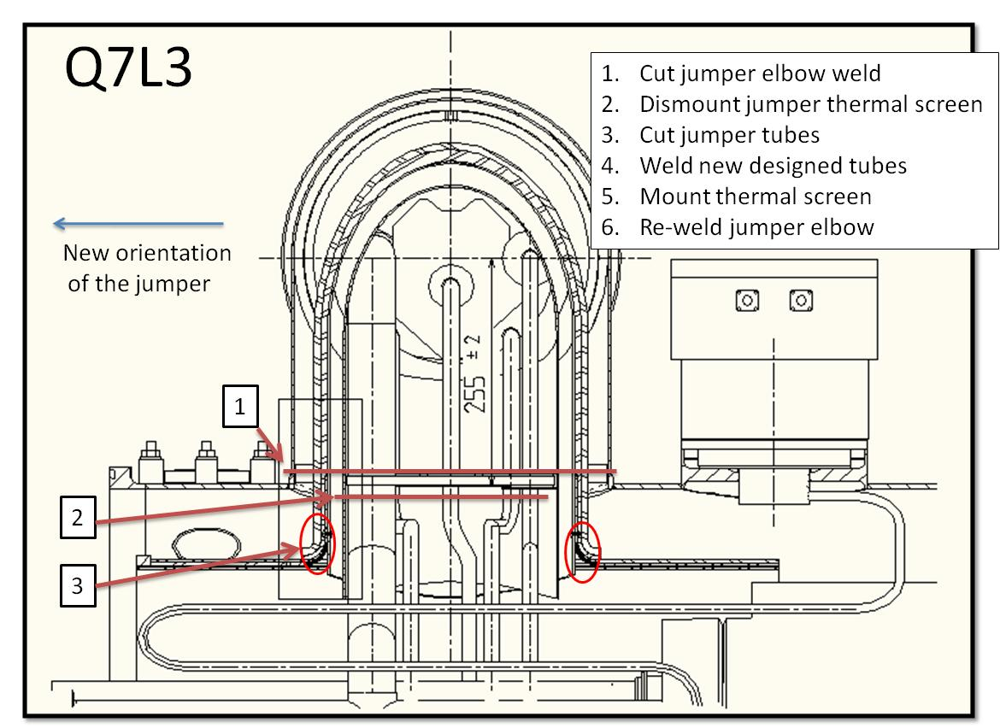 Q7L3
1. Cut jumper elbow weld
2. Dismount jumper thermal screen
3. Cut jumper tubes
4. Weld new designed tubes
5. Mount thermal screen
6. Re-weld jumper elbow
New orientation
of the jumper
255 ± 2
1
2
3